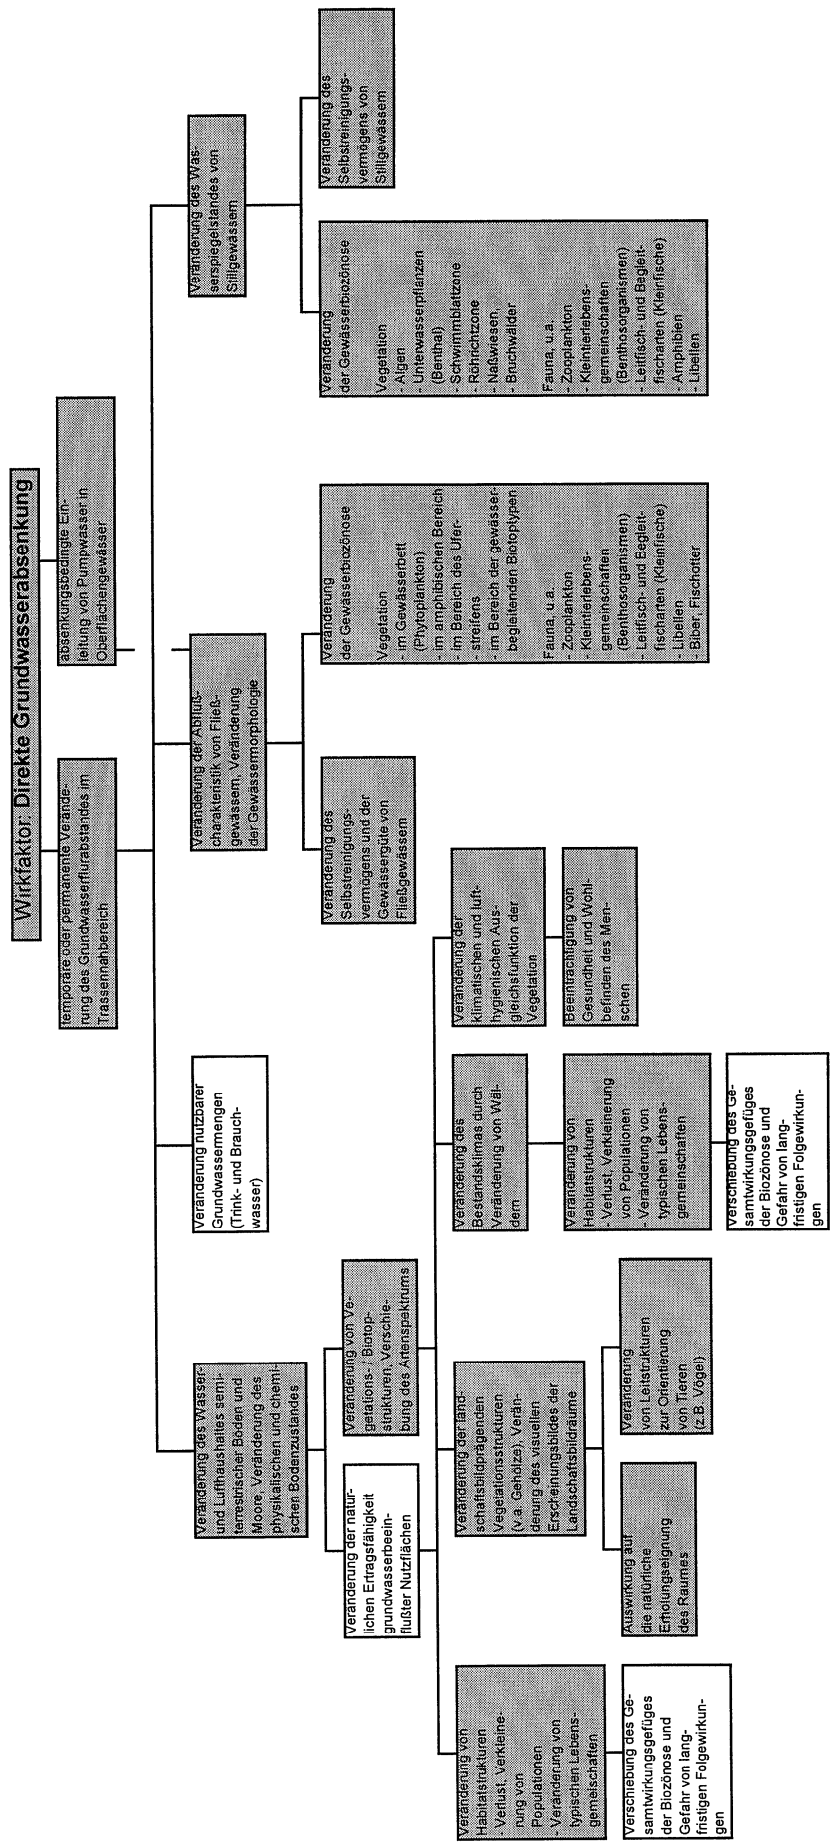 Wirkfaktor: Direkte Grundwasserabsenkung
temporäre oder permanente Verände-
rung des Grundwasserflurabstandes im
Trassennahbereich
absenkungsbedingte Ein-
leitung von Pumpwasser in
Oberflächengewässer
Veränderung des Wasser-
und Lufthaushaltes semi-
terrestrischer Böden und
Moore, Veränderung des
physikalischen und chemi-
schen Bodenzustandes
Veränderung nutzbarer
Grundwassermengen
(Trink- und Brauch-
wasser)
Veränderung der Abfluß-
charakteristik von Fließ-
gewässern, Veränderung
der Gewässermorphologie
Veränderung des Was-
serspiegelstandes von
Stillgewässern
Veränderung der natür-
lichen Ertragsfähigkeit
grundwasserbeein-
flußter Nutzflächen
Veränderung von Ve-
getations- / Biotop-
strukturen, Verschie-
bung des Artenspektrums
Veränderung des
Selbstreinigungs-
vermögens und der
Gewässergüte von
Fließgewässern
Veränderung
der Gewässerbiozönose
Vegetation
- im Gewässerbett
(Phytoplankton)
- im amphibischen Bereich
- Im Bereich des Ufer-
- streifens
- im Bereich der gewässer-
begleitenden Biotoptypen
Fauna, u.a.
- Zooplankton
- Kleintierlebens-
gemeinschaften
(Benthosorganismen)
- Leitfisch- und Begleit-
fischarten (Kleinfische)
- Libellen
- Biber, Fischotter
Veränderung
der Gewässerbiozönose
Vegetation
- Algen
- Unterwasserpflanzen
(Benthal)
- Schwimmblattzone
- Röhrichtzone
- Naßwiesen
- Bruchwälder
Fauna, u.a.
- Zooplankton
- Kleintierlebens-
gemeinschaften
(Benthosorganismen)
- Leitfisch- und Begleit-
fischarten (Kleinfische)
- Amphibien
- Libellen
Veränderung des
Selbstreinigungs-
vermögens von
Stillgewässern
Veränderung von
Habitatstrukturen
- Verlust, Verkleine-
rung von
Populationen
- Veränderung von
typischen Lebens-
gemeischaften
Veränderung der land-
schaftsbildprägenden
Vegetationsstrukturen
(v.a. Gehölze), Verän-
derung des visuellen
Erscheinungsbildes der
Landschaftsbildräume
Veränderung des
Bestandsklimas durch
Veränderung von Wäl-
dern
Veränderung der
klimatischen und luft-
hygienischen Aus-
gleichsfunktion der
Vegetation
Verschiebung des Ge-
samtwirkungsgefüges
der Biozönose und
Gefahr von lang-
fristigen Folgewirkun-
gen
Auswirkung auf
die natürliche
Erholungseignung
des Raumes
Veränderung
von Leitstrukturen
zur Orientierung
von Tieren
(z.B. Vögel)
Veränderung von
Habitatstrukturen
- Verlust, Verkleinerung
von Populationen
- Veränderung von
typischen Lebens-
gemeinschaften
Beeinträchtigung von
Gesundheit und Wohl-
befinden des Men-
schen
Verschiebung des Ge-
samtwirkungsgefüges
der Biozönose und
Gefahr von lang-
fristigen Folgewirkun-
gen